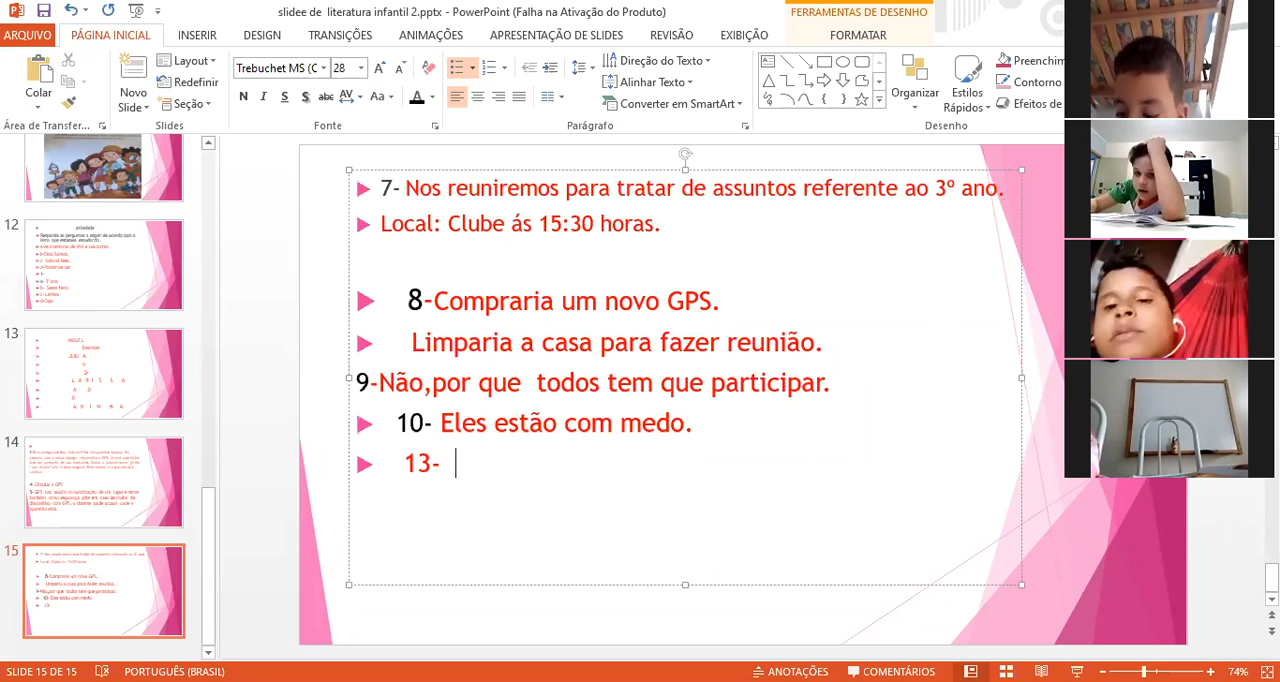 slidee de literatura infantil 2.pptx - PowerPoint (Falha na Ativação do Produto)
FERRAMENTAS DE DESENHO
ARQUIVO PÁGINA INICIAL INSERIR DESIGN TRANSIÇÕES ANIMAÇÕES APRESENTAÇÃO DE SLIDES REVISÃO EXIBIÇÃO FORMATAR
Colar
Novo Slide
Layout
Redefinir
Seção
Trebuchet MS (C 28
N I S S abc AV Aa A
Direção do Texto
Alinhar Texto
Converter em SmartArt
Organizar
Estilos Rápidos
Preenchim
Contorno
Efeitos de
Área de Transfer... Slides Fonte Parágrafo Desenho
12
13
14
15
7- Nos reuniremos para tratar de assuntos referente ao 3º ano.
Local: Clube ás 15:30 horas.
8-Compraria um novo GPS.
Limparia a casa para fazer reunião.
9-Não,por que todos tem que participar.
10- Eles estão com medo.
13-
SLIDE 15 DE 15 PORTUGUÊS (BRASIL) ANOTAÇÕES COMENTÁRIOS 74%